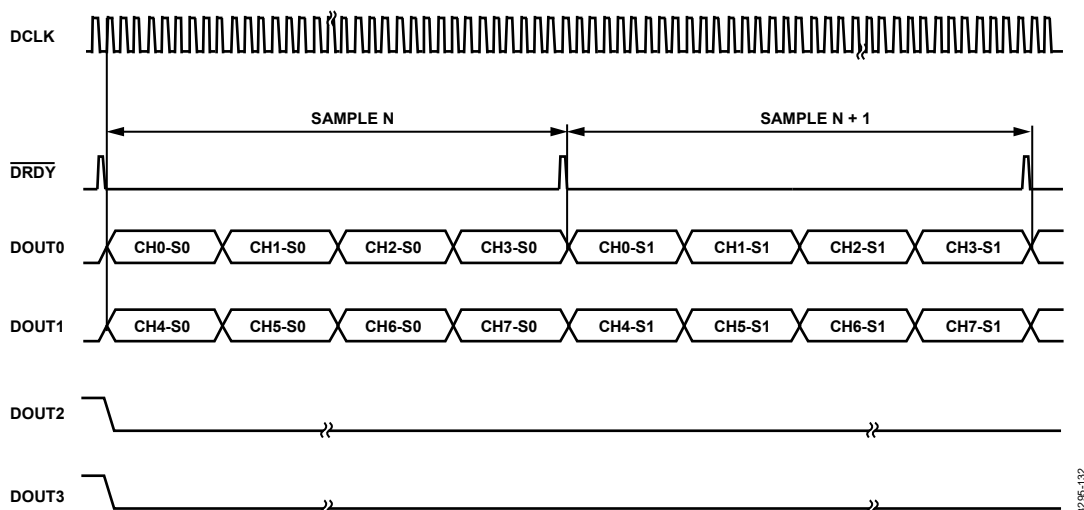 DCLK
SAMPLE N
SAMPLE N + 1
DRDY
DOUT0
CH0-S0
CH1-S0
CH2-S0
CH3-S0
CH0-S1
CH1-S1
CH2-S1
CH3-S1
DOUT1
CH4-S0
CH5-S0
CH6-S0
CH7-S0
CH4-S1
CH5-S1
CH6-S1
CH7-S1
DOUT2
DOUT3